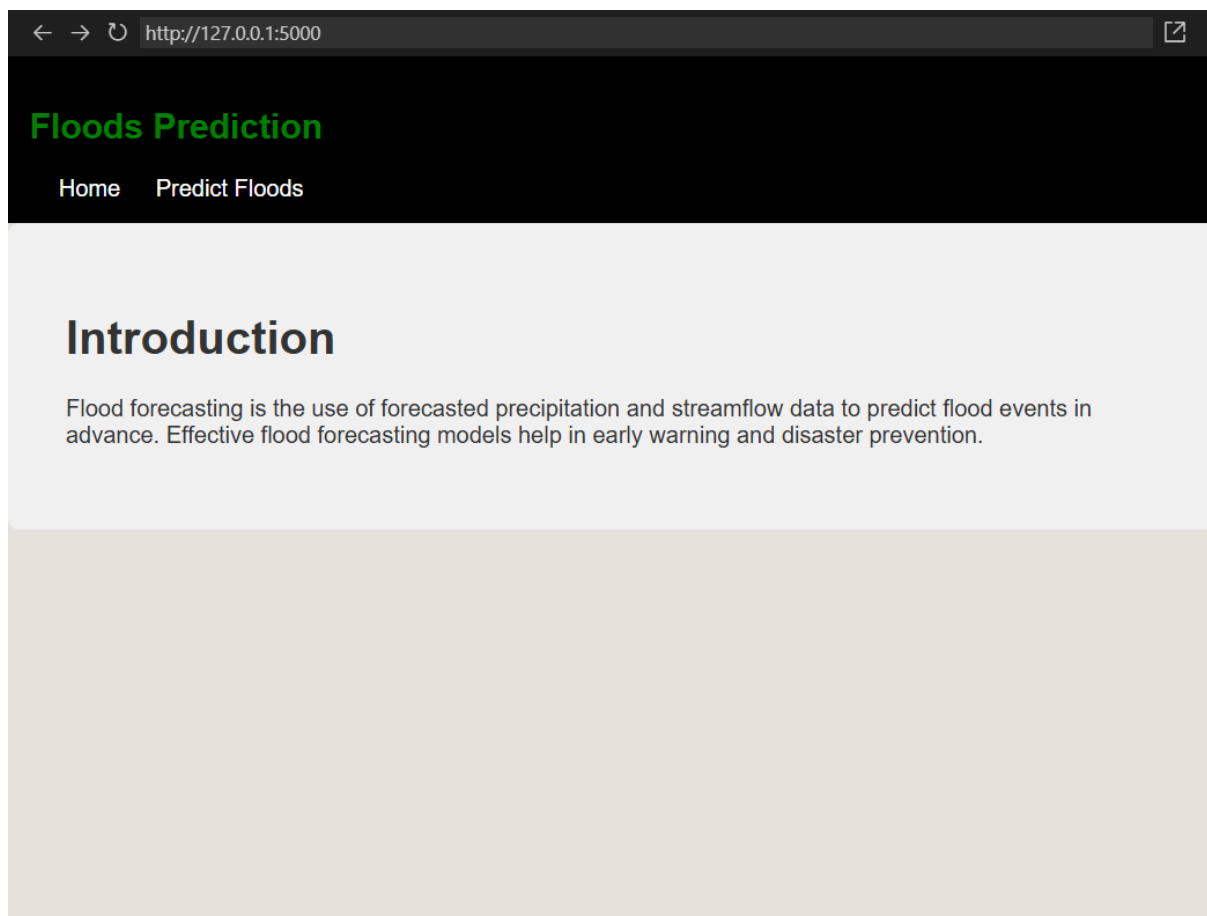 http://127.0.0.1:5000
Floods Prediction
Home Predict Floods
Introduction
Flood forecasting is the use of forecasted precipitation and streamflow data to predict flood events in
advance. Effective flood forecasting models help in early warning and disaster prevention.